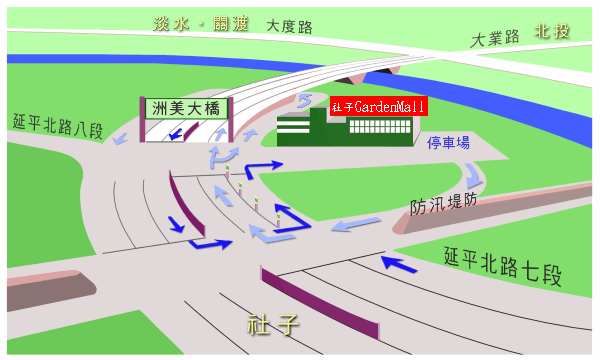 淡水 · 關渡
大度路
大業路
北投
洲美大橋
社子GardenMall
延平北路八段
停車場
防汛堤防
延平北路七段
社子